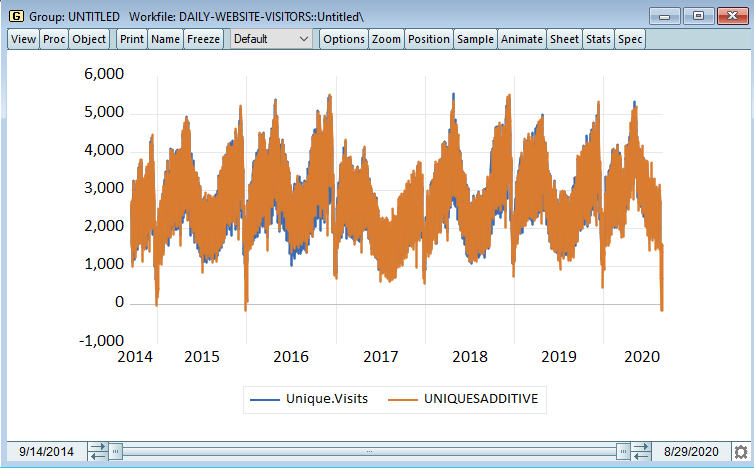 Group: UNTITLED Workfile: DAILY-WEBSITE-VISITORS::Untitled\
View Proc Object Print Name Freeze Default Options Zoom Position Sample Animate Sheet Stats Spec
6,000
5,000
4,000
3,000
2,000
1,000
0
-1,000
2014 2015 2016 2017 2018 2019 2020
Unique.Visits UNIQUESADDITIVE
9/14/2014 8/29/2020